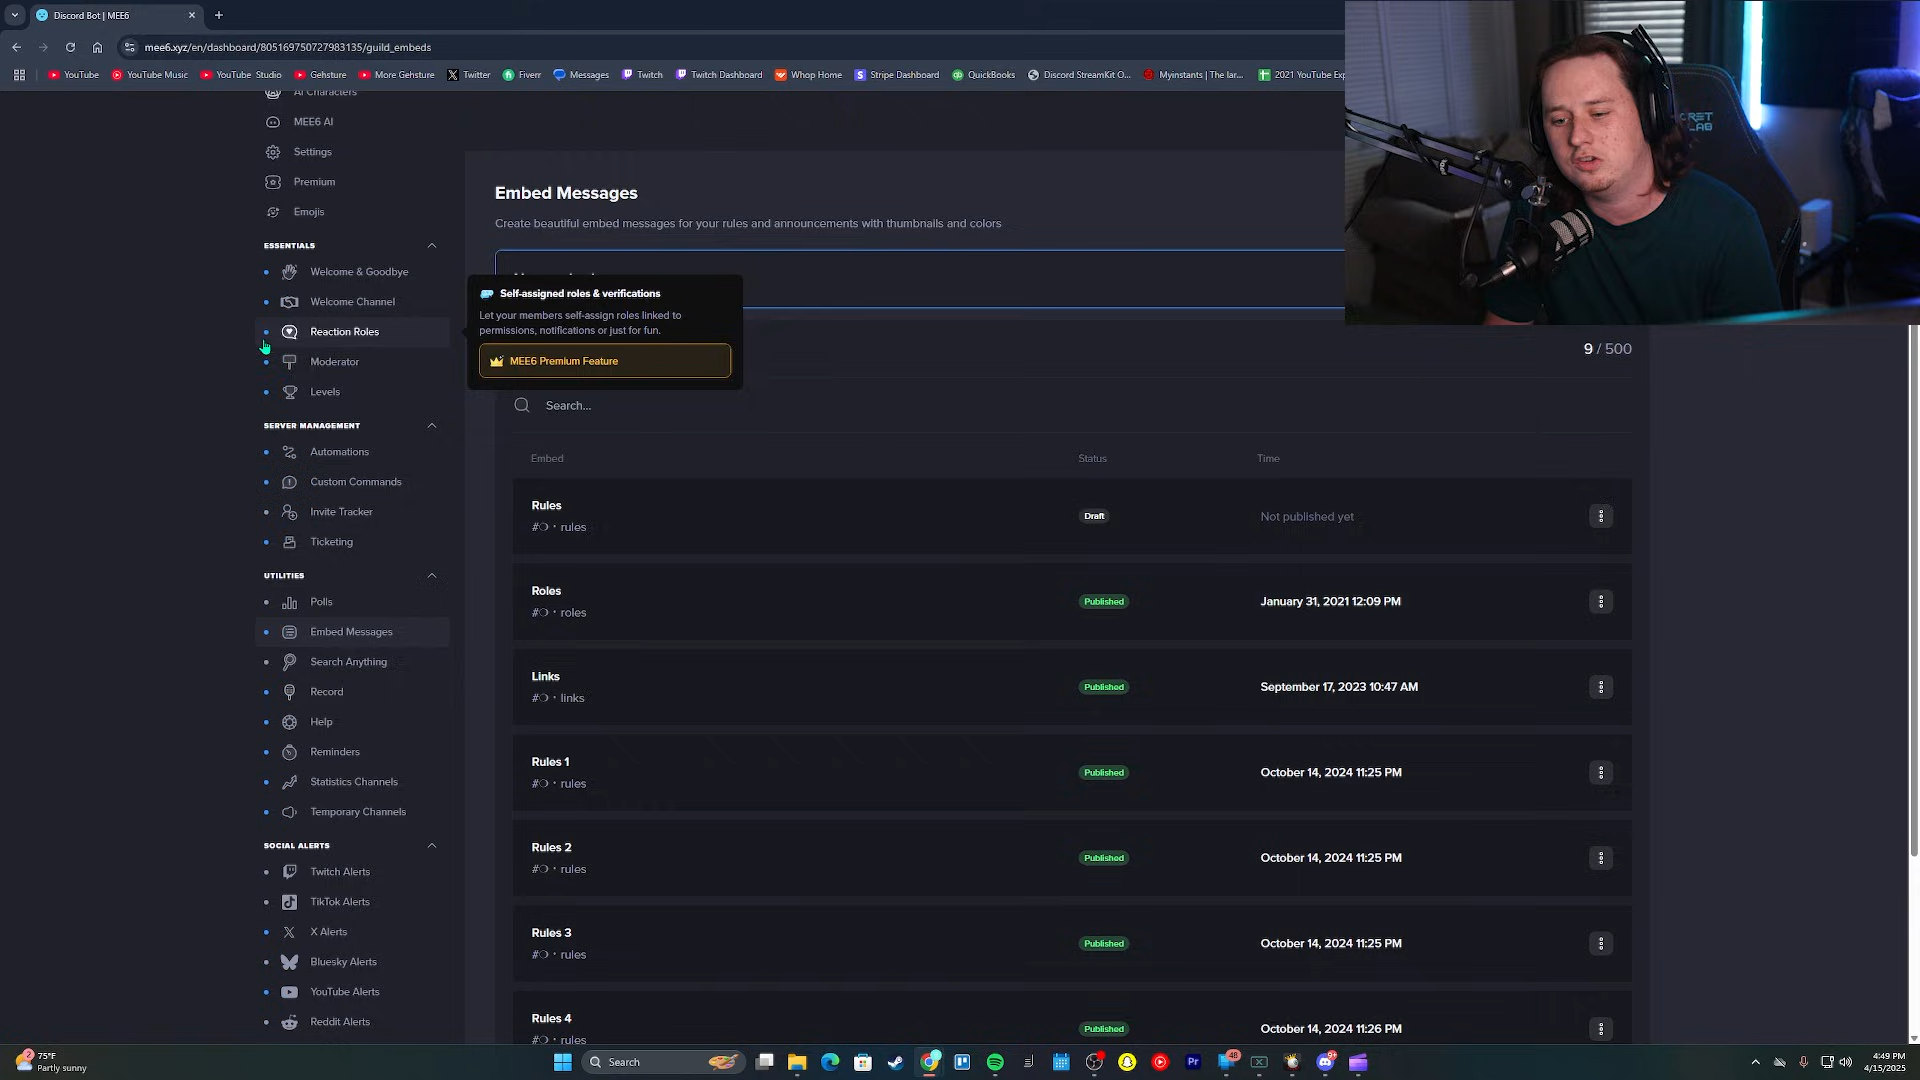 Discord Bot | MEE6
mee6.xyz/en/dashboard/805169750727983135/guild_embeds
YouTube
YouTube Music
YouTube Studio
Gehsture
More Gehsture
Twitter
Fiverr
Messages
Twitch
Twitch Dashboard
Whop Home
Stripe Dashboard
QuickBooks
Discord StreamKit O...
Myinstants | The lar...
2021 YouTube Exp
AI Characters
MEE6 AI
Settings
Premium
Emojis
ESSENTIALS
Welcome & Goodbye
Welcome Channel
Reaction Roles
Moderator
Levels
SERVER MANAGEMENT
Automations
Custom Commands
Invite Tracker
Ticketing
UTILITIES
Polls
Embed Messages
Search Anything
Record
Help
Reminders
Statistics Channels
Temporary Channels
SOCIAL ALERTS
Twitch Alerts
TikTok Alerts
X Alerts
Bluesky Alerts
YouTube Alerts
Reddit Alerts
Embed Messages
Create beautiful embed messages for your rules and announcements with thumbnails and colors
Self-assigned roles & verifications
Let your members self-assign roles linked to
permissions, notifications or just for fun.
MEE6 Premium Feature
9 / 500
Search...
Embed Status Time
Rules
#❍・rules
Draft
Not published yet
Roles
#❍・roles
Published
January 31, 2021 12:09 PM
Links
#❍・links
Published
September 17, 2023 10:47 AM
Rules 1
#❍・rules
Published
October 14, 2024 11:25 PM
Rules 2
#❍・rules
Published
October 14, 2024 11:25 PM
Rules 3
#❍・rules
Published
October 14, 2024 11:25 PM
Rules 4
#❍・rules
Published
October 14, 2024 11:26 PM
2
75°F
Partly sunny
Search
Pr
48
4:49 PM
4/15/2025